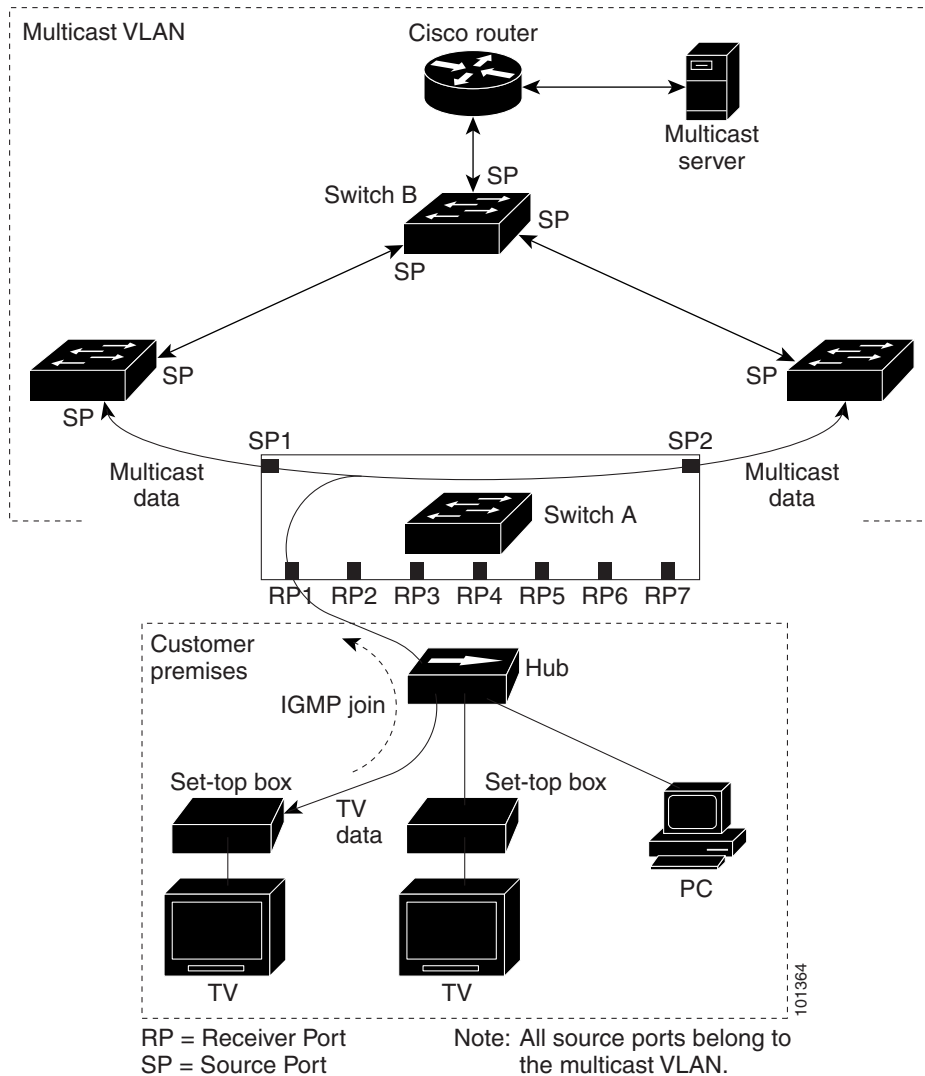 Multicast VLAN
Cisco router
Multicast
server
SP
Switch B
SP
SP
SP
SP
SP
SP1
SP2
Multicast
data
Multicast
data
Switch A
RP1 RP2 RP3 RP4 RP5 RP6 RP7
Customer
premises
Hub
IGMP join
Set-top box
TV
data
Set-top box
PC
TV
TV
101364
RP = Receiver Port
SP = Source Port
Note: All source ports belong to
the multicast VLAN.